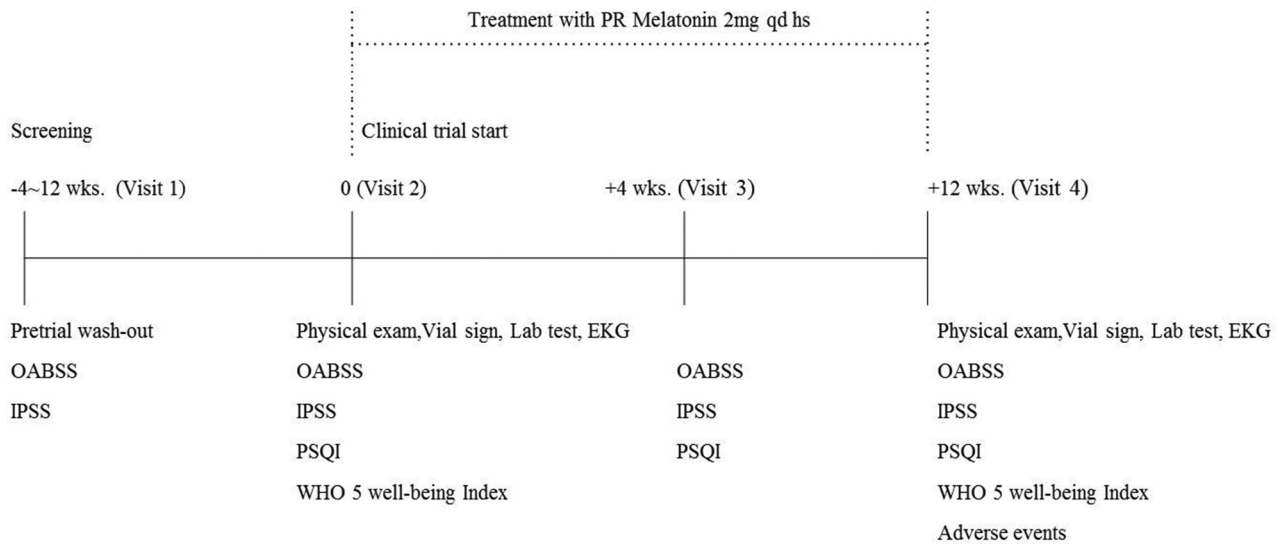 Treatment with PR Melatonin 2mg qd hs
Screening
Clinical trial start
-4~12 wks. (Visit 1)
0 (Visit 2)
+4 wks. (Visit 3)
+12 wks. (Visit 4)
Pretrial wash-out
OABSS
IPSS
Physical exam,Vial sign, Lab test, EKG
OABSS
IPSS
PSQI
WHO 5 well-being Index
OABSS
IPSS
PSQI
Physical exam,Vial sign, Lab test, EKG
OABSS
IPSS
PSQI
WHO 5 well-being Index
Adverse events